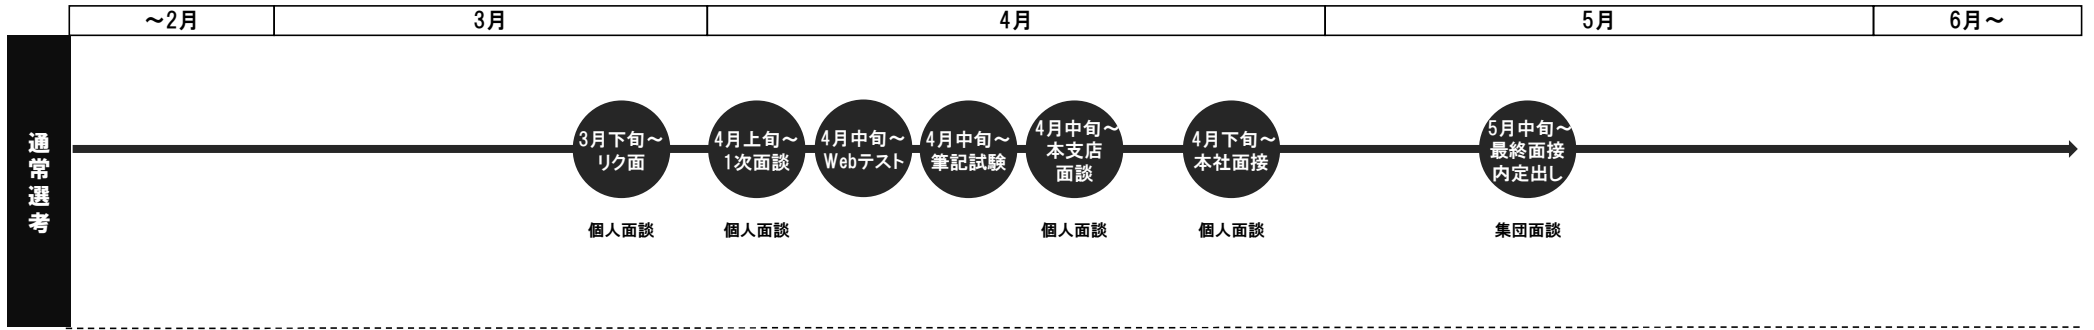 ～2月
3月
4月
5月
6月～
通常選考
3月下旬～
リク面
個人面談
4月上旬～
1次面談
個人面談
4月中旬～
Webテスト
4月中旬～
筆記試験
4月中旬～
本支店
面談
個人面談
4月下旬～
本社面接
個人面談
5月中旬～
最終面接
内定出し
集団面談